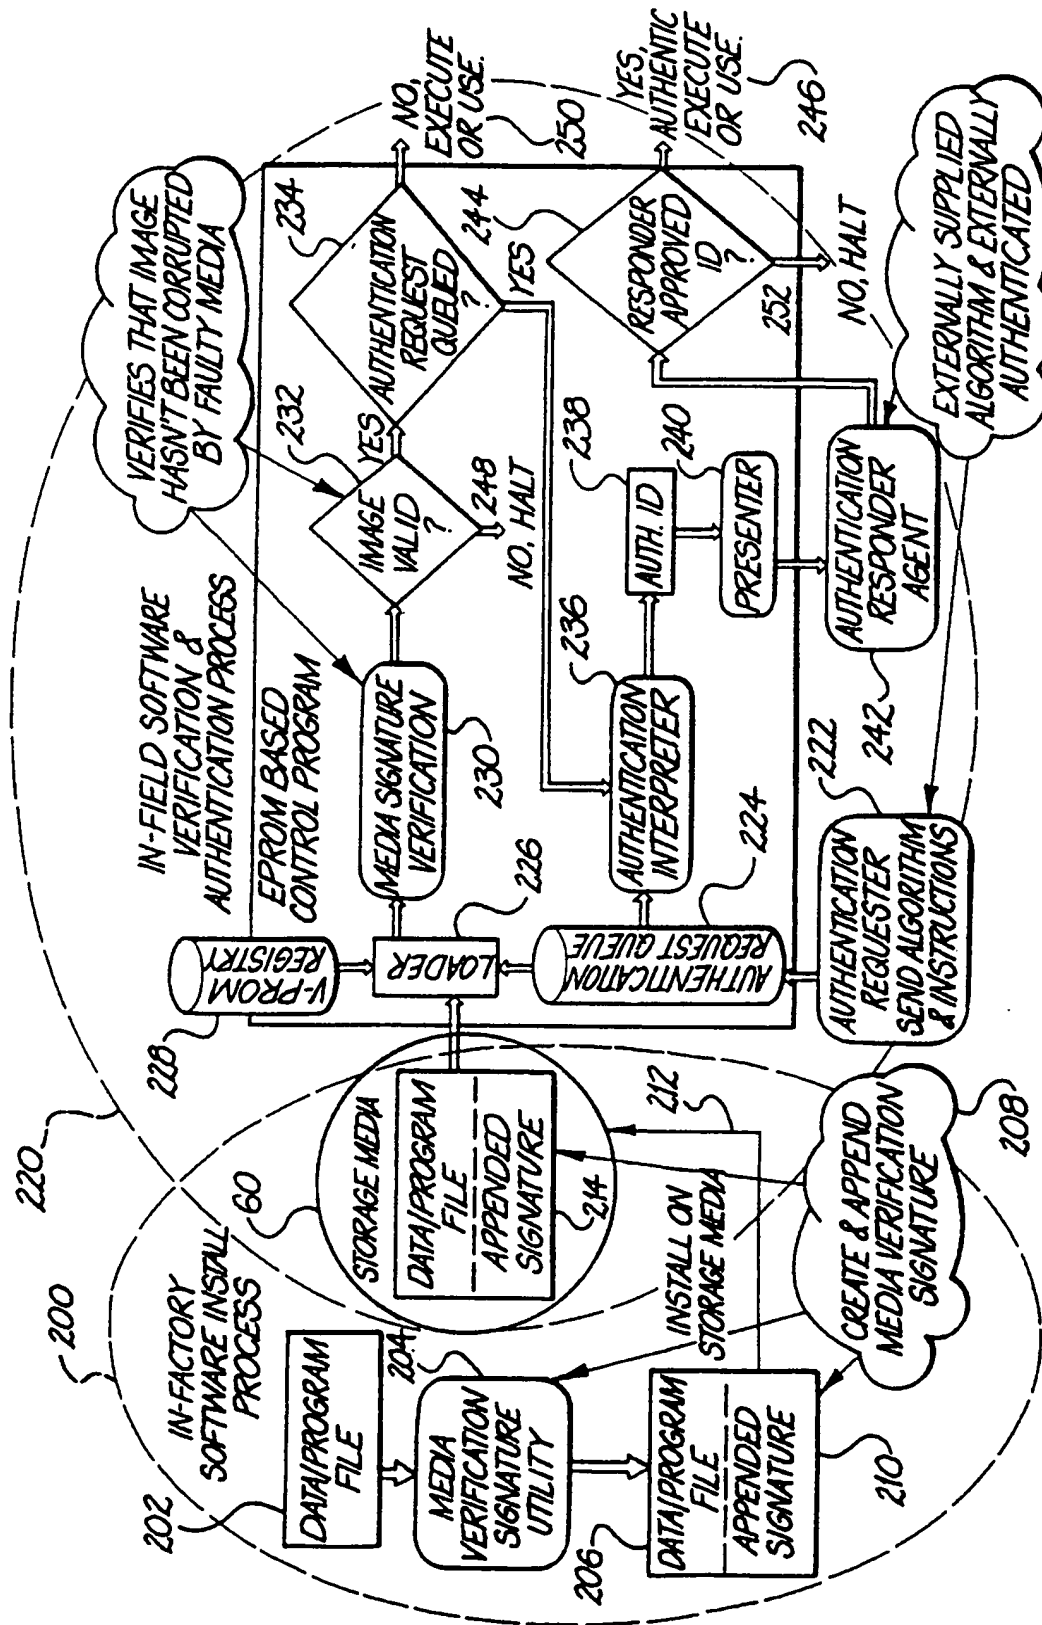 200
IN-FACTORY
SOFTWARE INSTALL
PROCESS
202
DATA/PROGRAM
FILE
204
MEDIA
VERIFICATION
SIGNATURE
UTILITY
206
DATA/PROGRAM
FILE
APPENDED
SIGNATURE
210
INSTALL ON
STORAGE MEDIA
212
CREATE & APPEND
MEDIA VERIFICATION
SIGNATURE
208
60
STORAGE MEDIA
DATA/PROGRAM
FILE
APPENDED
SIGNATURE
214
220
IN-FIELD SOFTWARE
VERIFICATION &
AUTHENTICATION PROCESS
EPROM BASED
CONTROL PROGRAM
228
V-PROM
REGISTRY
LOADER
226
AUTHENTICATION
REQUEST QUEUE
224
AUTHENTICATION
REQUESTER
SEND ALGORITHM
& INSTRUCTIONS
222
MEDIA SIGNATURE
VERIFICATION
230
VERIFIES THAT IMAGE
HASN'T BEEN CORRUPTED
BY FAULTY MEDIA
IMAGE
VALID
?
232
YES
248
NO, HALT
AUTHENTICATION
REQUEST
QUEUED
?
234
YES
NO,
EXECUTE
OR USE.
250
AUTHENTICATION
INTERPRETER
236
AUTH. ID
238
PRESENTER
240
AUTHENTICATION
RESPONDER
AGENT
242
RESPONDER
APPROVED
ID
?
244
YES,
AUTHENTIC
EXECUTE
OR USE.
246
252
NO, HALT
EXTERNALLY SUPPLIED
ALGORITHM & EXTERNALLY
AUTHENTICATED